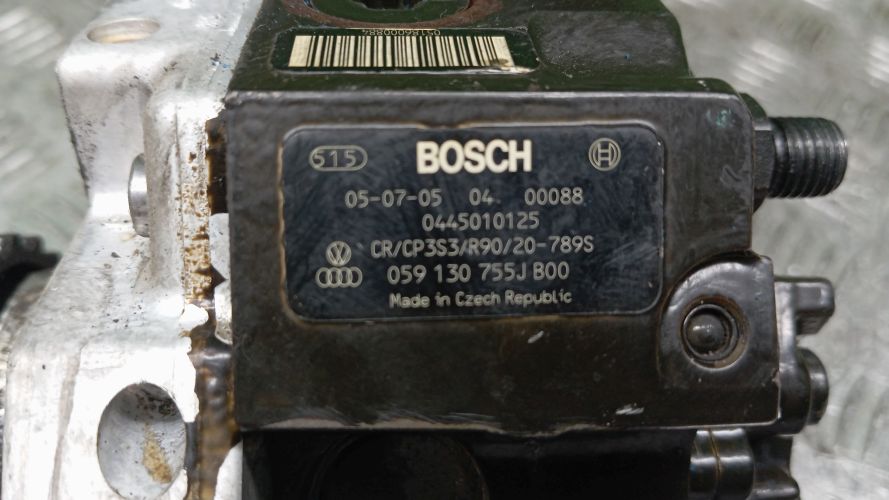 05186000884
515 BOSCH
05-07-05 04 00088
0445010125
CR/CP3S3/R90/20-789S
059 130 755J B00
Made in Czech Republic